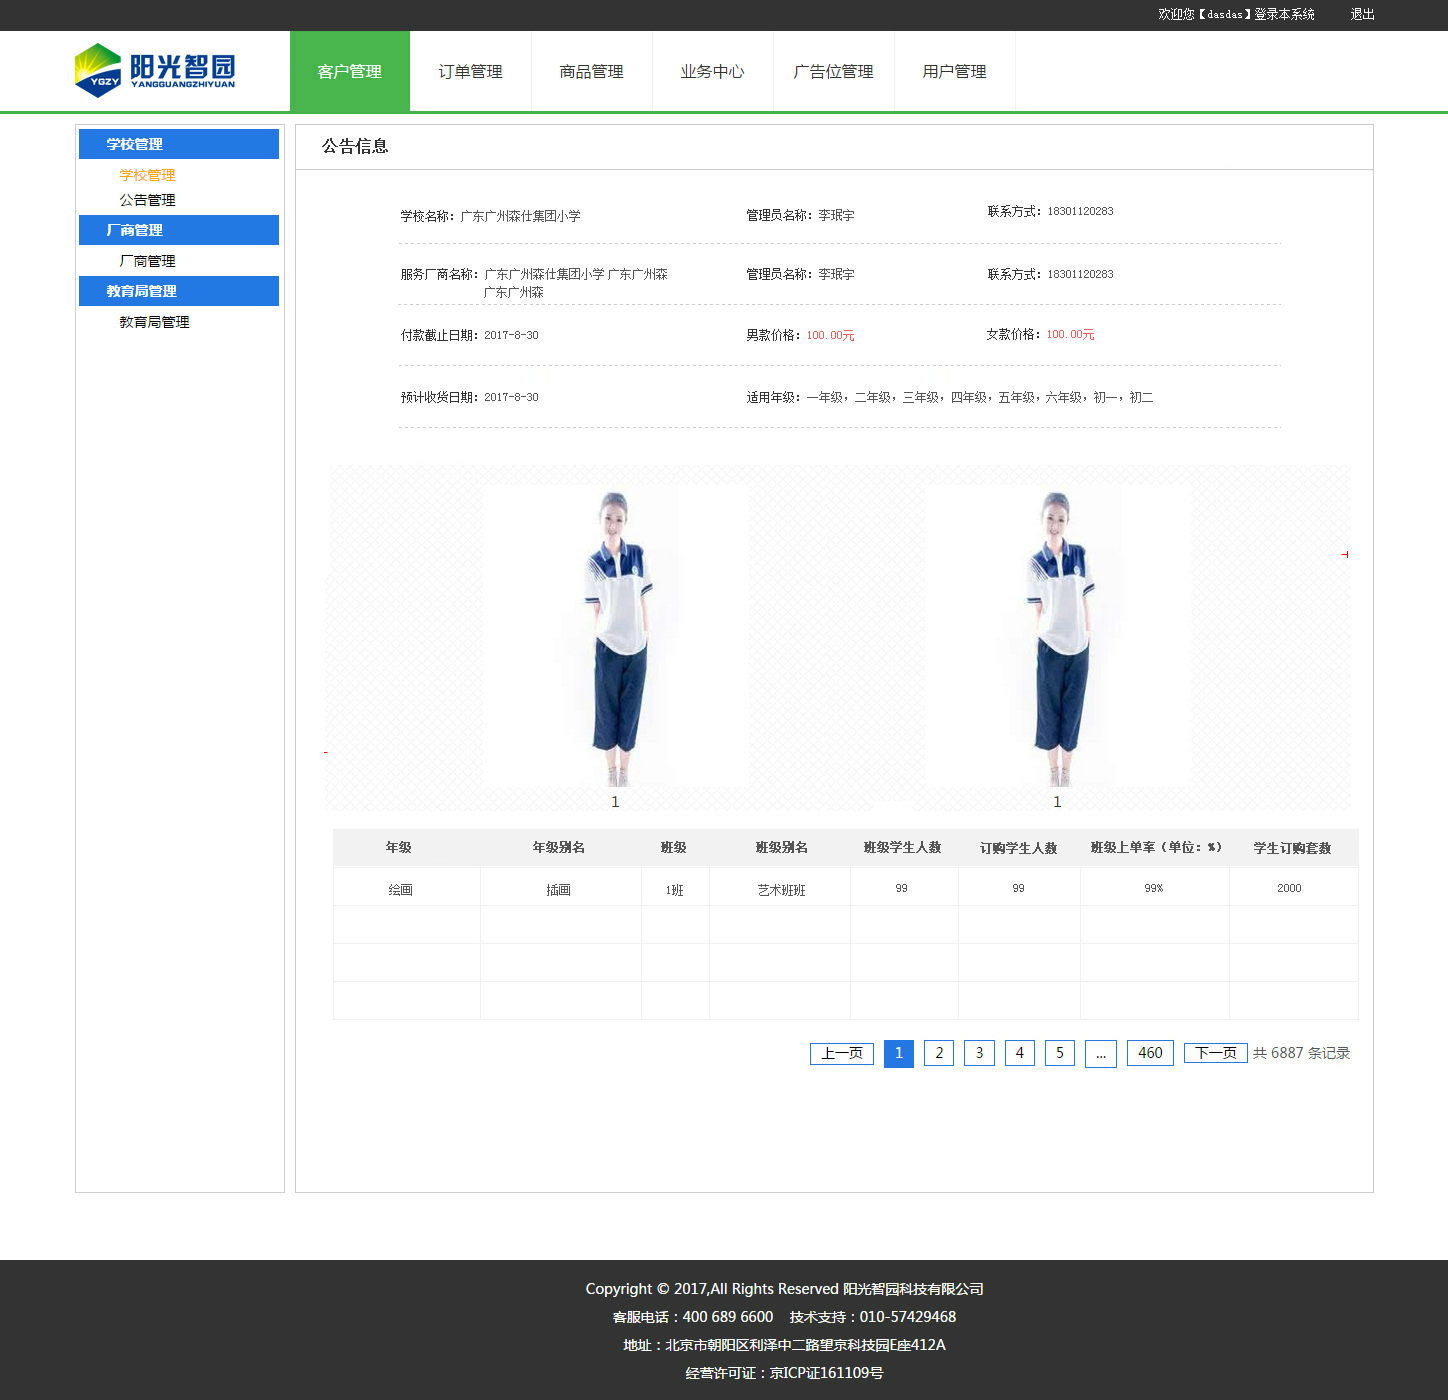 欢迎您【dasdas】登录本系统 退出
YGZY 阳光智园
YANGGUANGZHIYUAN
客户管理 订单管理 商品管理 业务中心 广告位管理 用户管理
学校管理
学校管理
公告管理
厂商管理
厂商管理
教育局管理
教育局管理
公告信息
学校名称：广东广州森仕集团小学 管理员名称：李珉宇 联系方式：18301120283
服务厂商名称：广东广州森仕集团小学 广东广州森 管理员名称：李珉宇 联系方式：18301120283
广东广州森
付款截止日期：2017-8-30 男款价格：100.00元 女款价格：100.00元
预计收货日期：2017-8-30 适用年级：一年级，二年级，三年级，四年级，五年级，六年级，初一，初二
1 1
年级 年级别名 班级 班级别名 班级学生人数 订购学生人数 班级上单率（单位：%） 学生订购套数
绘画 插画 1班 艺术班班 99 99 99% 2000
上一页 1 2 3 4 5 ... 460 下一页 共 6887 条记录
Copyright © 2017,All Rights Reserved 阳光智园科技有限公司
客服电话：400 689 6600 技术支持：010-57429468
地址：北京市朝阳区利泽中二路望京科技园E座412A
经营许可证：京ICP证161109号